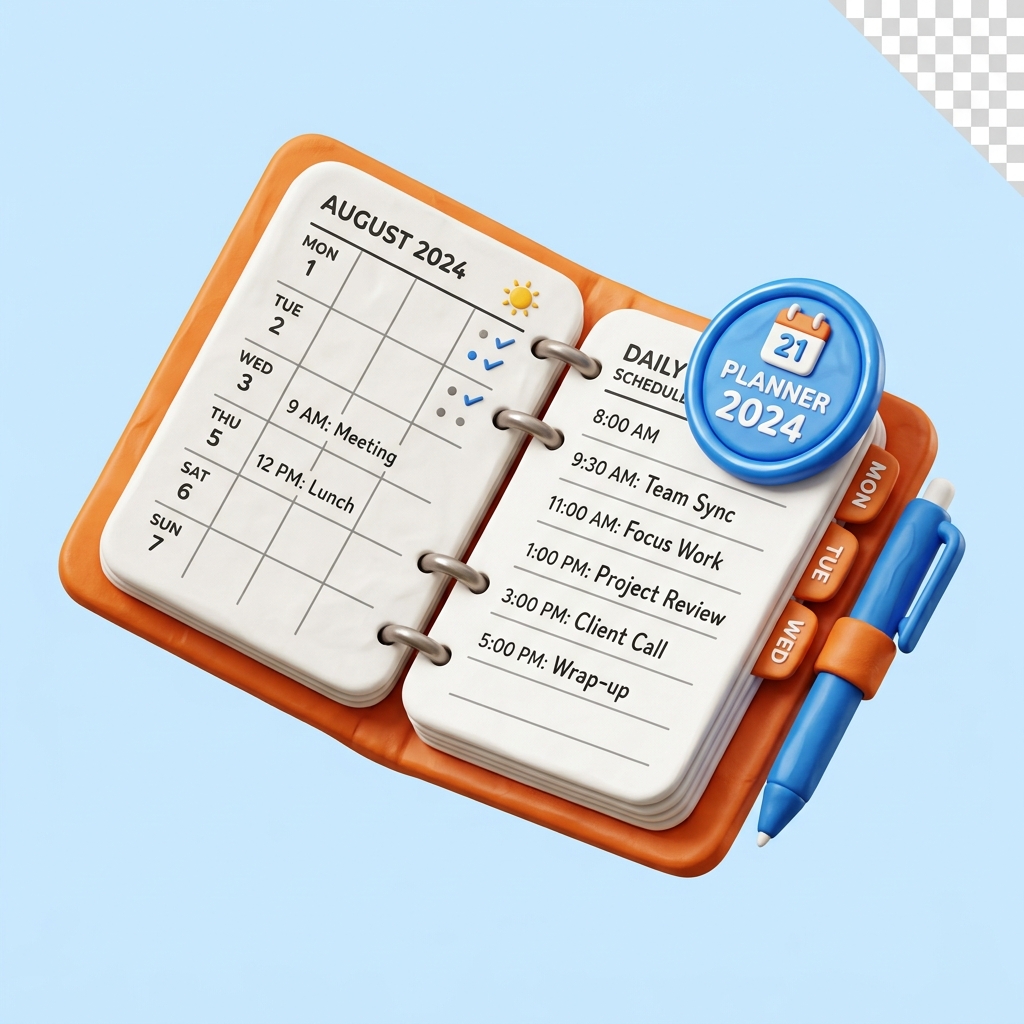 AUGUST 2024
MON
1
TUE
2
WED
3
9 AM: Meeting
THU
5
12 PM: Lunch
SAT
6
SUN
7
DAILY
SCHEDULE
8:00 AM
9:30 AM: Team Sync
11:00 AM: Focus Work
1:00 PM: Project Review
3:00 PM: Client Call
5:00 PM: Wrap-up
21
PLANNER
2024
MON
TUE
WED